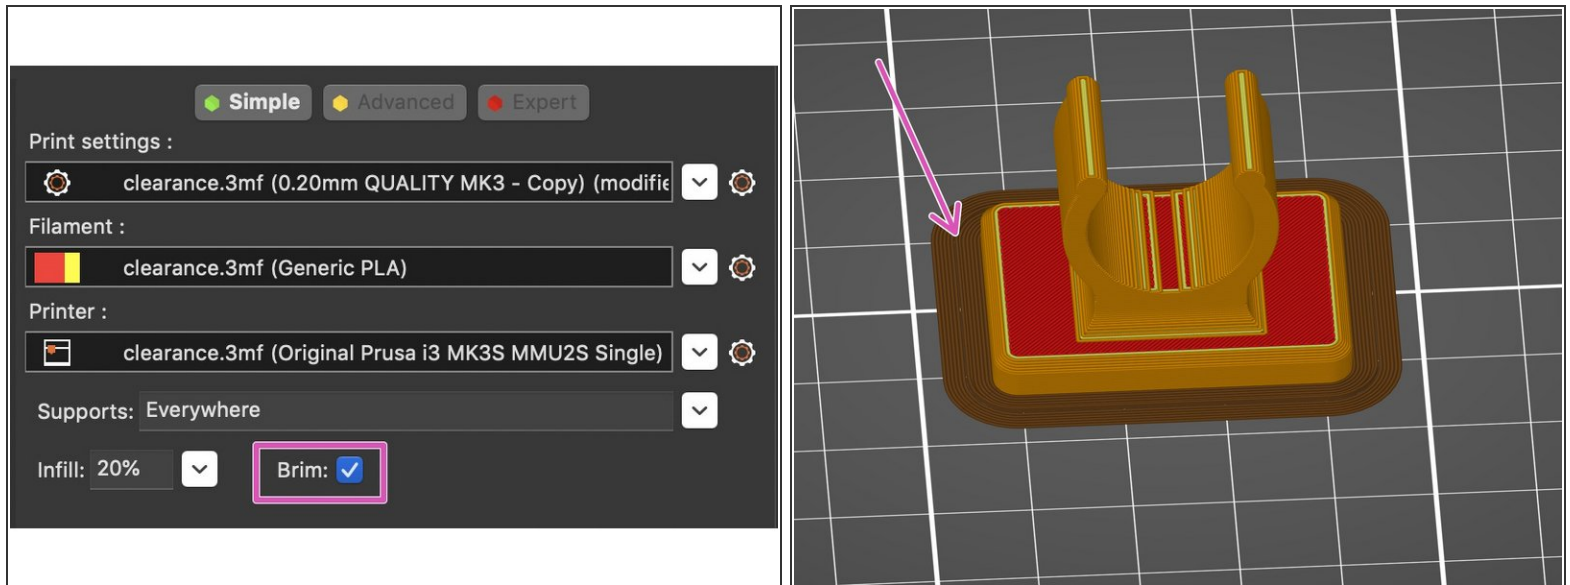 Simple Advanced Expert
Print settings :
clearance.3mf (0.20mm QUALITY MK3 - Copy) (modifie
Filament :
clearance.3mf (Generic PLA)
Printer :
clearance.3mf (Original Prusa i3 MK3S MMU2S Single)
Supports: Everywhere
Infill: 20% Brim: